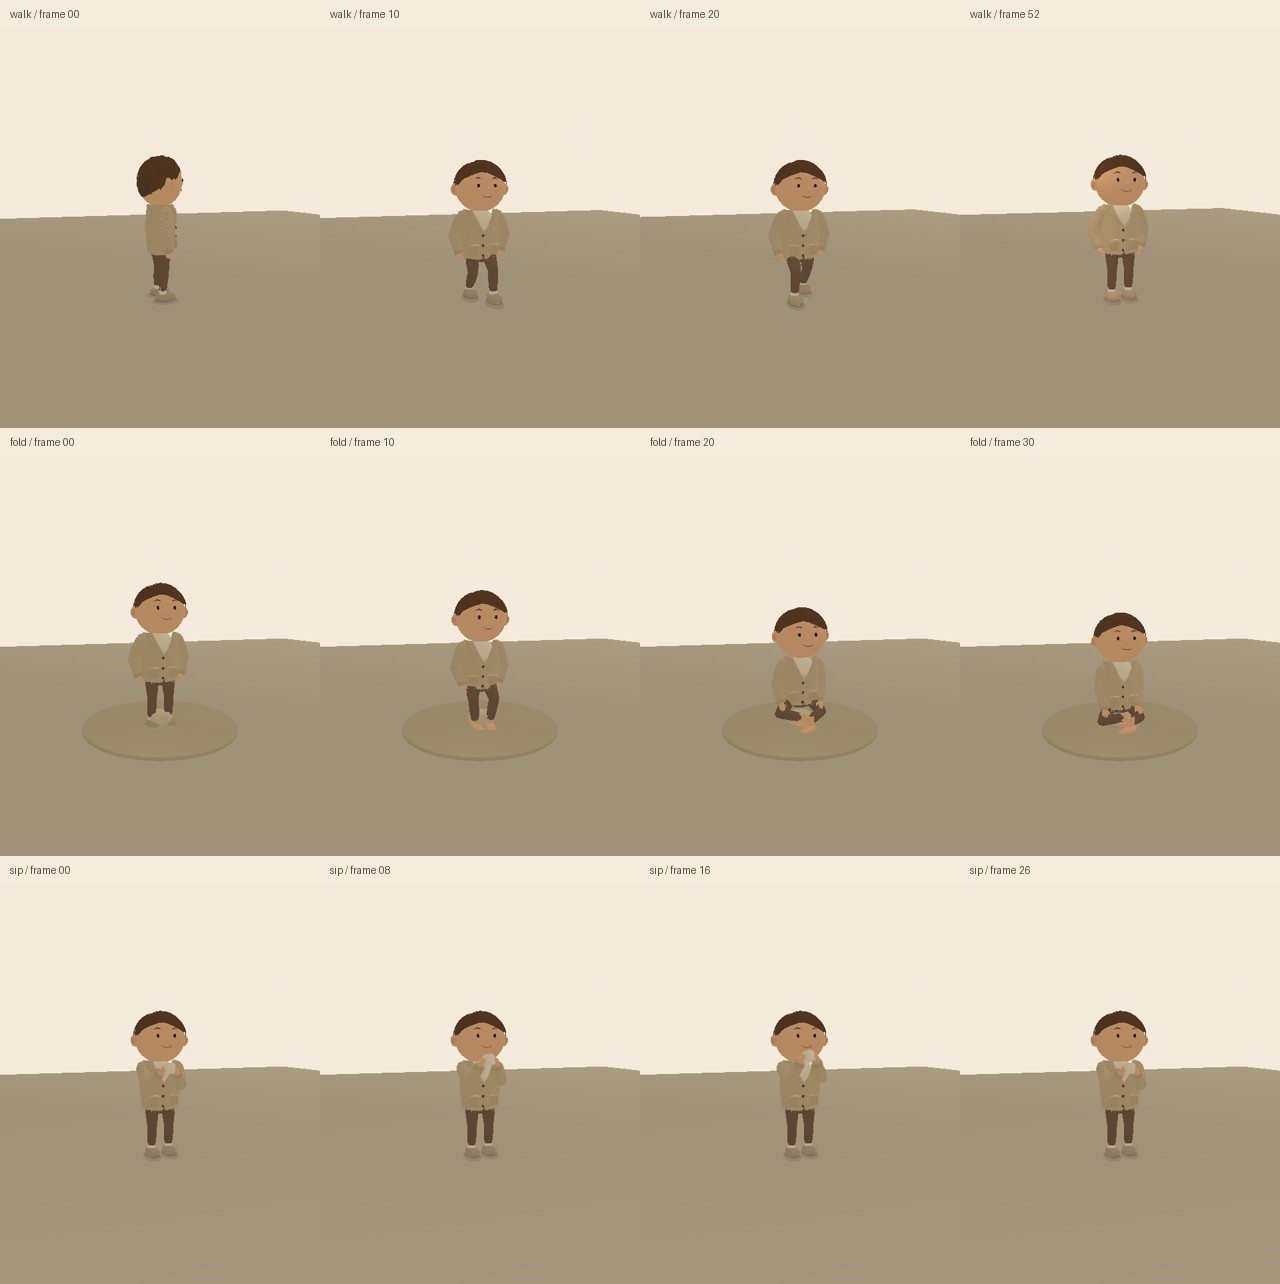 walk / frame 00
walk / frame 10
walk / frame 20
walk / frame 52
fold / frame 00
fold / frame 10
fold / frame 20
fold / frame 30
sip / frame 00
sip / frame 08
sip / frame 16
sip / frame 26